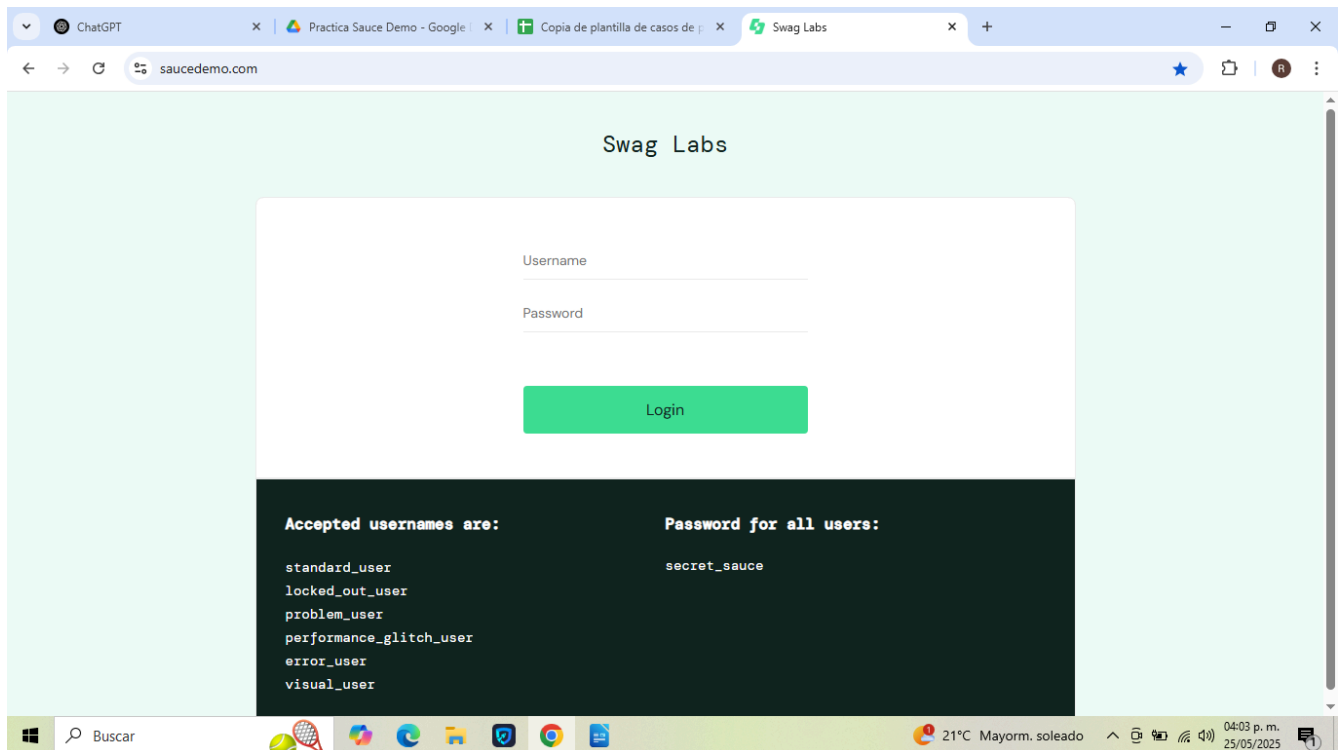 ChatGPT
Practica Sauce Demo - Google
Copia de plantilla de casos de p
Swag Labs
saucedemo.com
R
Swag Labs
Username
Password
Login
Accepted usernames are:
standard_user
locked_out_user
problem_user
performance_glitch_user
error_user
visual_user
Password for all users:
secret_sauce
Buscar
21°C Mayorm. soleado
04:03 p. m.
25/05/2025
1